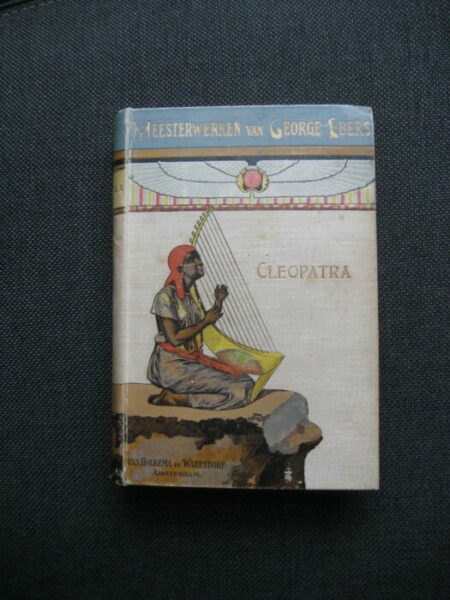 Meesterwerken van George Ebers
Cleopatra
van Holkema en Warendorf
Amsterdam.